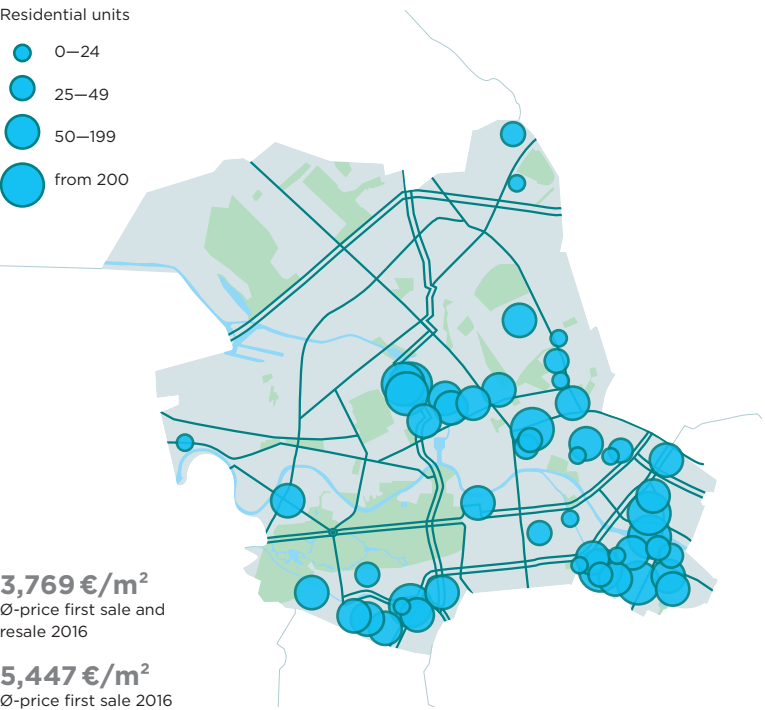 Residential units
0—24
25—49
50—199
from 200
3,769 €/m²
Ø-price first sale and
resale 2016
5,447 €/m²
Ø-price first sale 2016